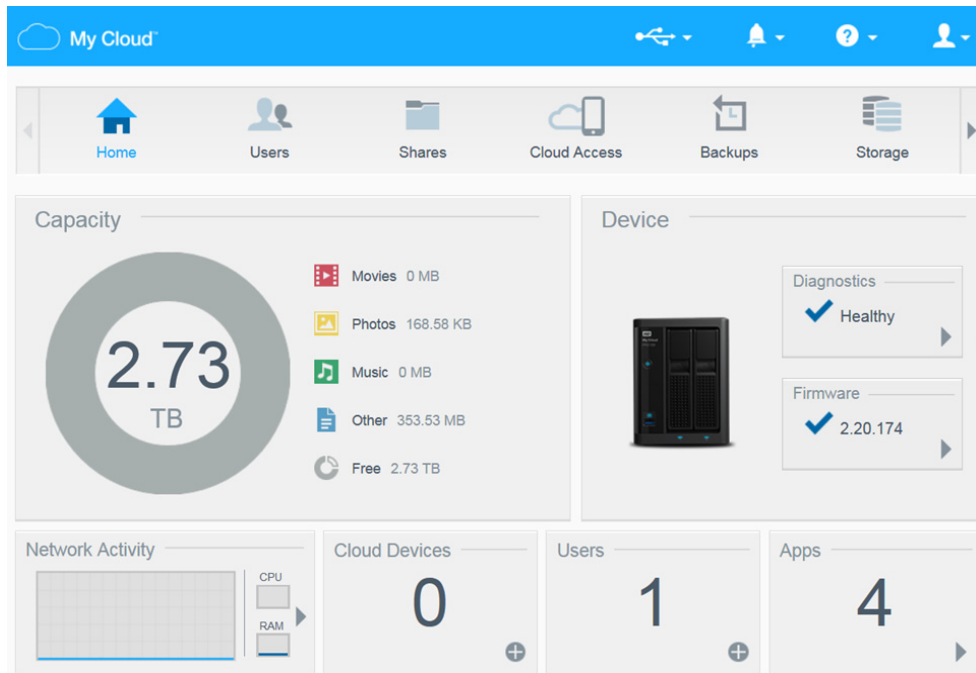 My Cloud™
Home Users Shares Cloud Access Backups Storage
Capacity
2.73
TB
Movies 0 MB
Photos 168.58 KB
Music 0 MB
Other 353.53 MB
Free 2.73 TB
Device
Diagnostics
Healthy
Firmware
2.20.174
Network Activity
CPU
RAM
Cloud Devices
0
Users
1
Apps
4